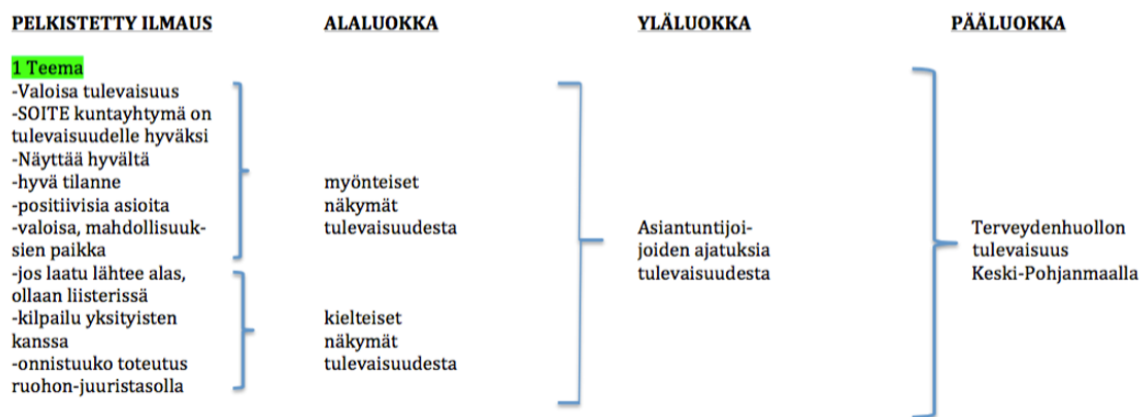 PELKISTETTY ILMAUS
ALALUOKKA
YLÄLUOKKA
PÄÄLUOKKA
1 Teema
-Valoisa tulevaisuus
-SOITE kuntayhtymä on
tulevaisuudelle hyväksi
-Näyttää hyvältä
-hyvä tilanne
-positiivisia asioita
-valoisa, mahdollisuuk-
sien paikka
-jos laatu lähtee alas,
ollaan liisterissä
-kilpailu yksityisten
kanssa
-onnistuuko toteutus
ruohon-juuristasolla
myönteiset
näkymät
tulevaisuudesta
kielteiset
näkymät
tulevaisuudesta
Asiantuntijoi-
joiden ajatuksia
tulevaisuudesta
Terveydenhuollon
tulevaisuus
Keski-Pohjanmaalla